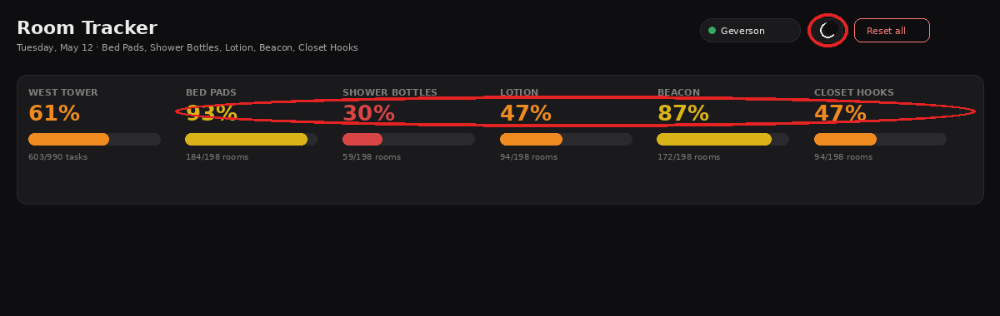 Room Tracker
Geverson
Reset all
Tuesday, May 12 · Bed Pads, Shower Bottles, Lotion, Beacon, Closet Hooks
WEST TOWER BED PADS SHOWER BOTTLES LOTION BEACON CLOSET HOOKS
61% 93% 30% 47% 87% 47%
603/990 tasks 184/198 rooms 59/198 rooms 94/198 rooms 172/198 rooms 94/198 rooms